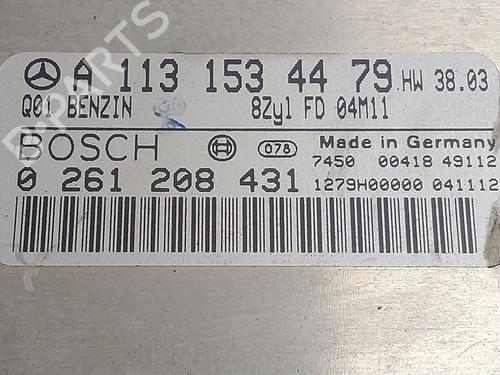 A 113 153 44 79 HW 38.03
Q01 BENZIN 8Zyl FD 04M11
BOSCH 078 Made in Germany
7450 00418 49112
0 261 208 431 1279H00000 041112